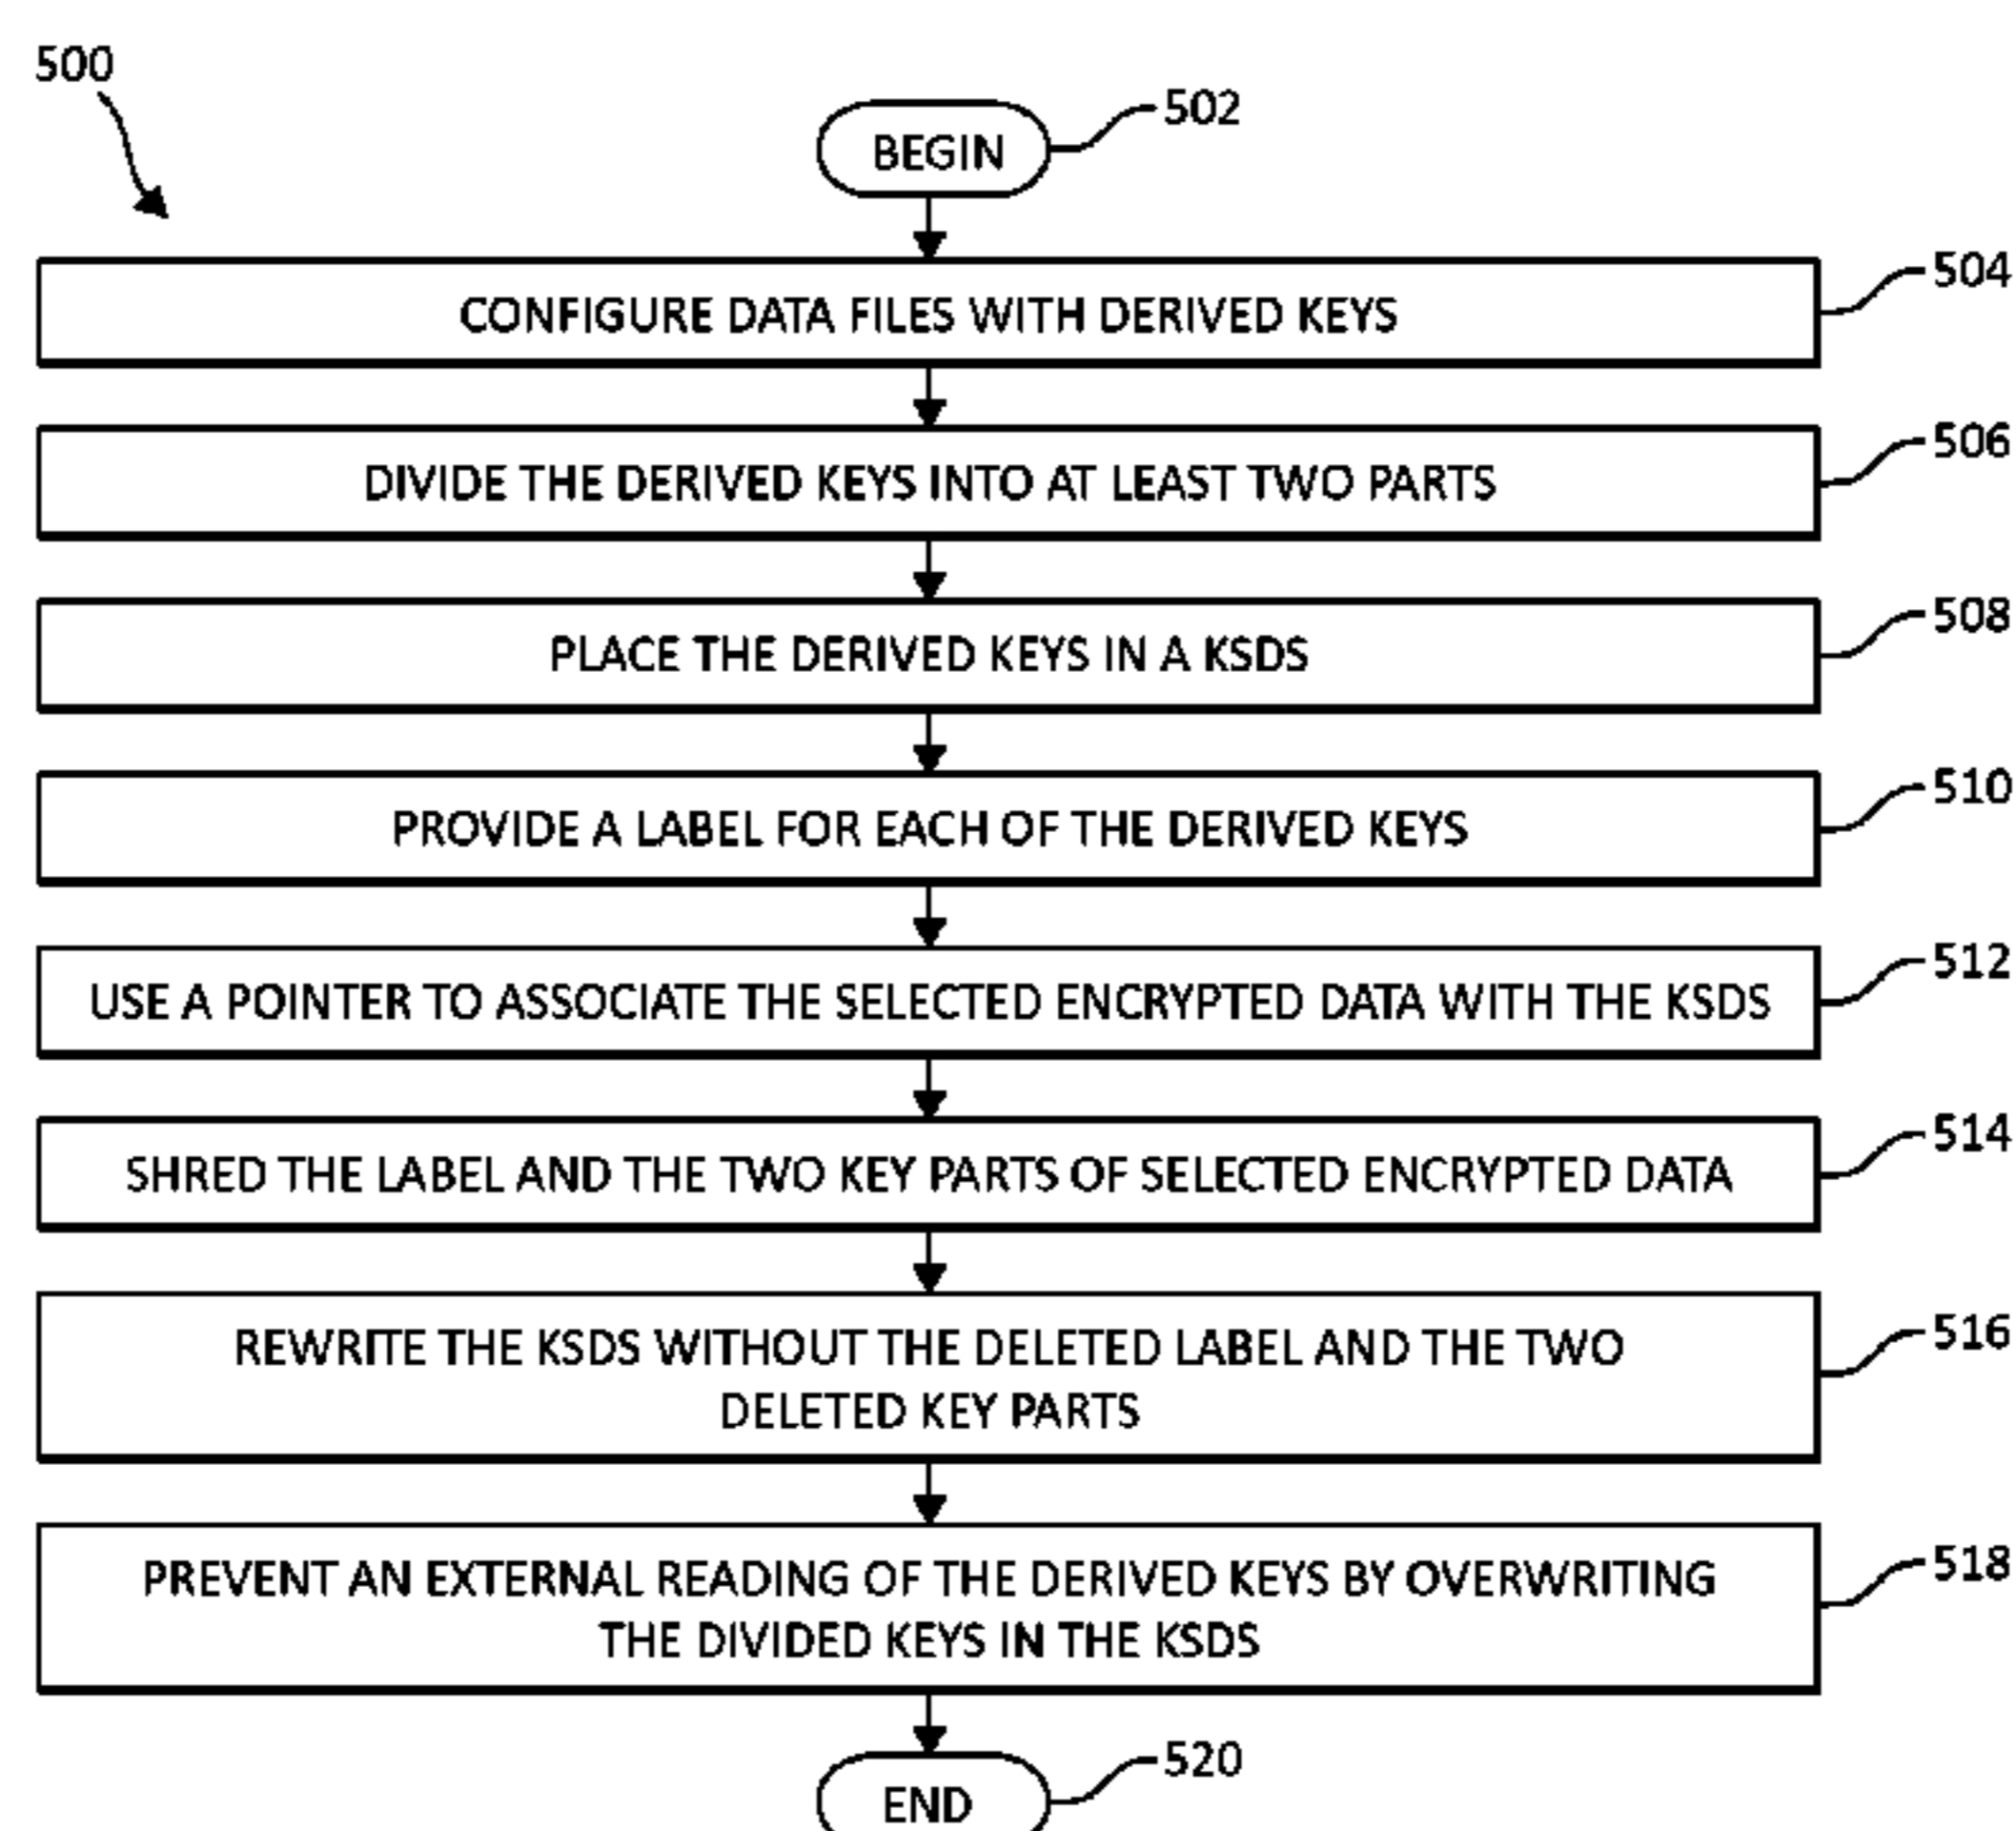 500
BEGIN
502
CONFIGURE DATA FILES WITH DERIVED KEYS
504
DIVIDE THE DERIVED KEYS INTO AT LEAST TWO PARTS
506
PLACE THE DERIVED KEYS IN A KSDS
508
PROVIDE A LABEL FOR EACH OF THE DERIVED KEYS
510
USE A POINTER TO ASSOCIATE THE SELECTED ENCRYPTED DATA WITH THE KSDS
512
SHRED THE LABEL AND THE TWO KEY PARTS OF SELECTED ENCRYPTED DATA
514
REWRITE THE KSDS WITHOUT THE DELETED LABEL AND THE TWO
DELETED KEY PARTS
516
PREVENT AN EXTERNAL READING OF THE DERIVED KEYS BY OVERWRITING
THE DIVIDED KEYS IN THE KSDS
518
END
520